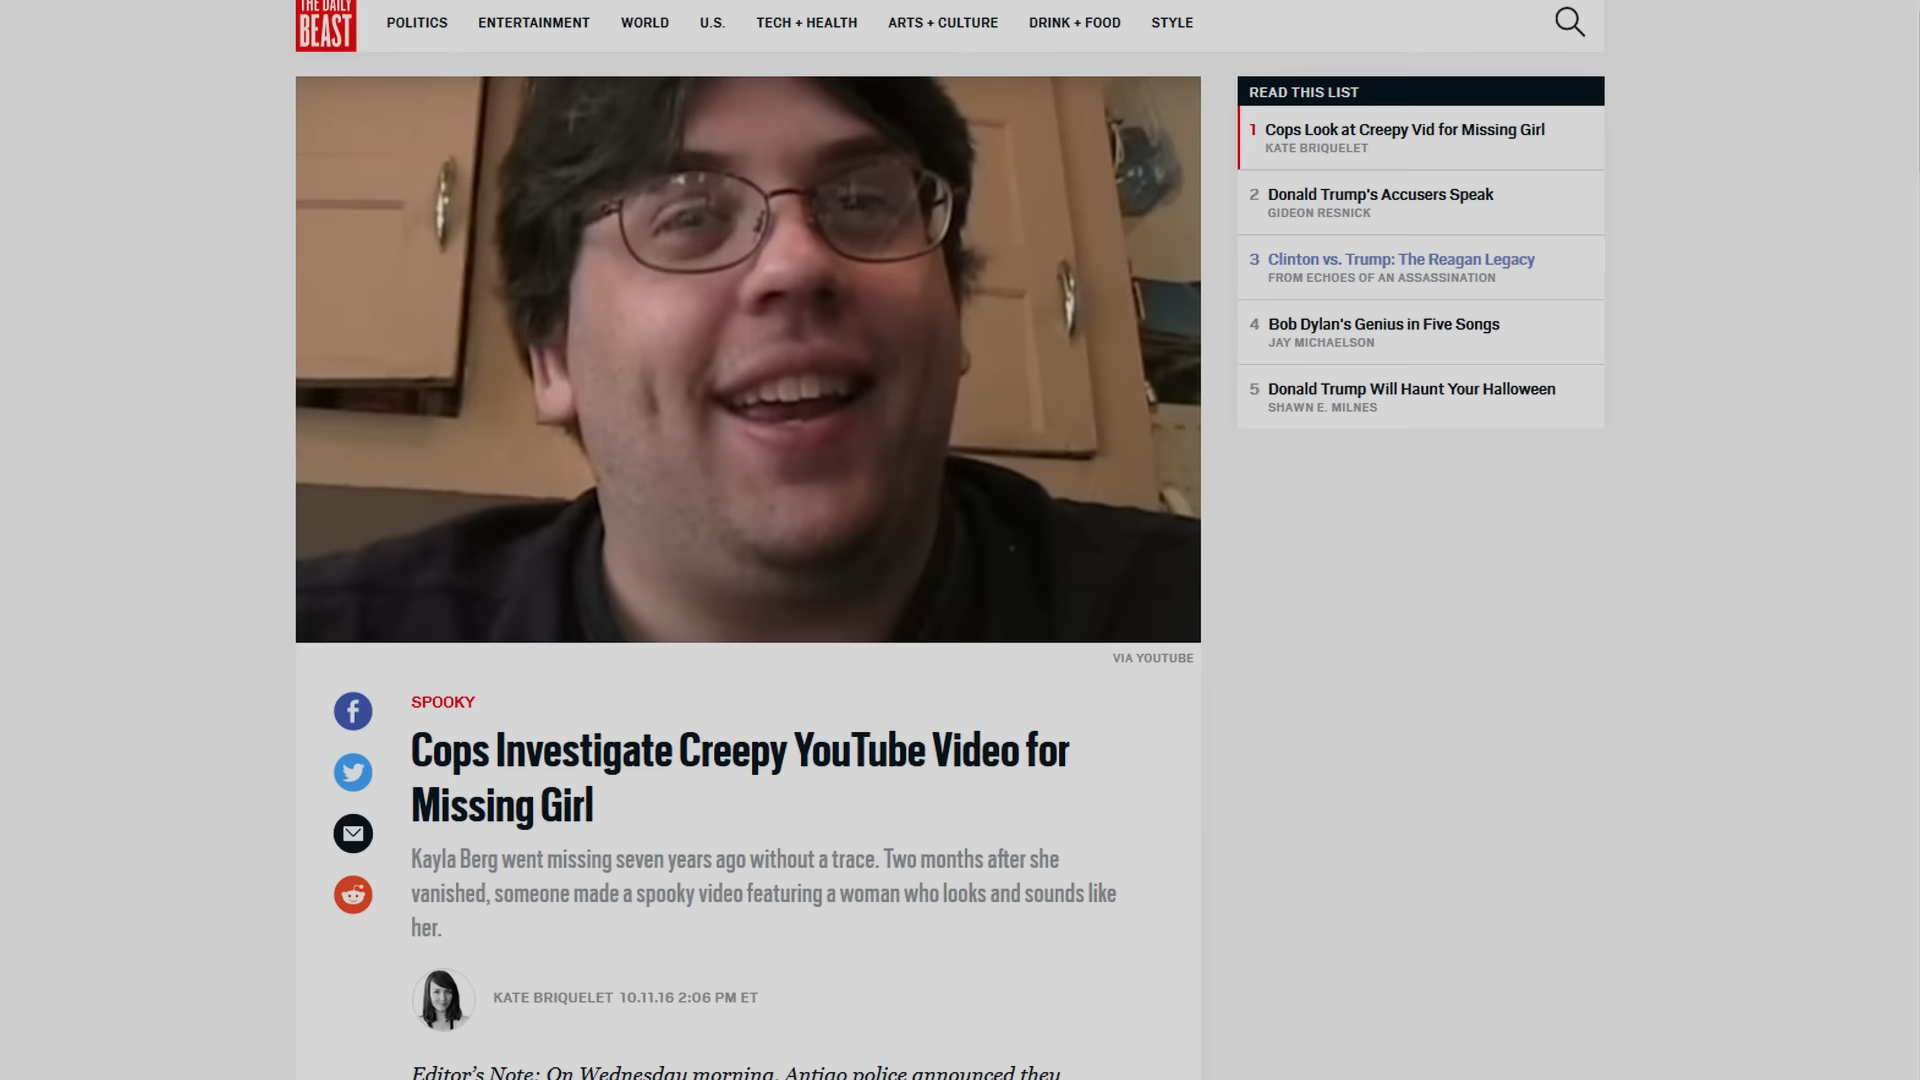 THE DAILY
BEAST
POLITICS
ENTERTAINMENT
WORLD
U.S.
TECH + HEALTH
ARTS + CULTURE
DRINK + FOOD
STYLE
READ THIS LIST
1 Cops Look at Creepy Vid for Missing Girl
KATE BRIQUELET
2 Donald Trump's Accusers Speak
GIDEON RESNICK
3 Clinton vs. Trump: The Reagan Legacy
FROM ECHOES OF AN ASSASSINATION
4 Bob Dylan's Genius in Five Songs
JAY MICHAELSON
5 Donald Trump Will Haunt Your Halloween
SHAWN E. MILNES
VIA YOUTUBE
SPOOKY
Cops Investigate Creepy YouTube Video for
Missing Girl
Kayla Berg went missing seven years ago without a trace. Two months after she
vanished, someone made a spooky video featuring a woman who looks and sounds like
her.
KATE BRIQUELET 10.11.16 2:06 PM ET
Editor's Note: On Wednesday morning, Antigo police announced they